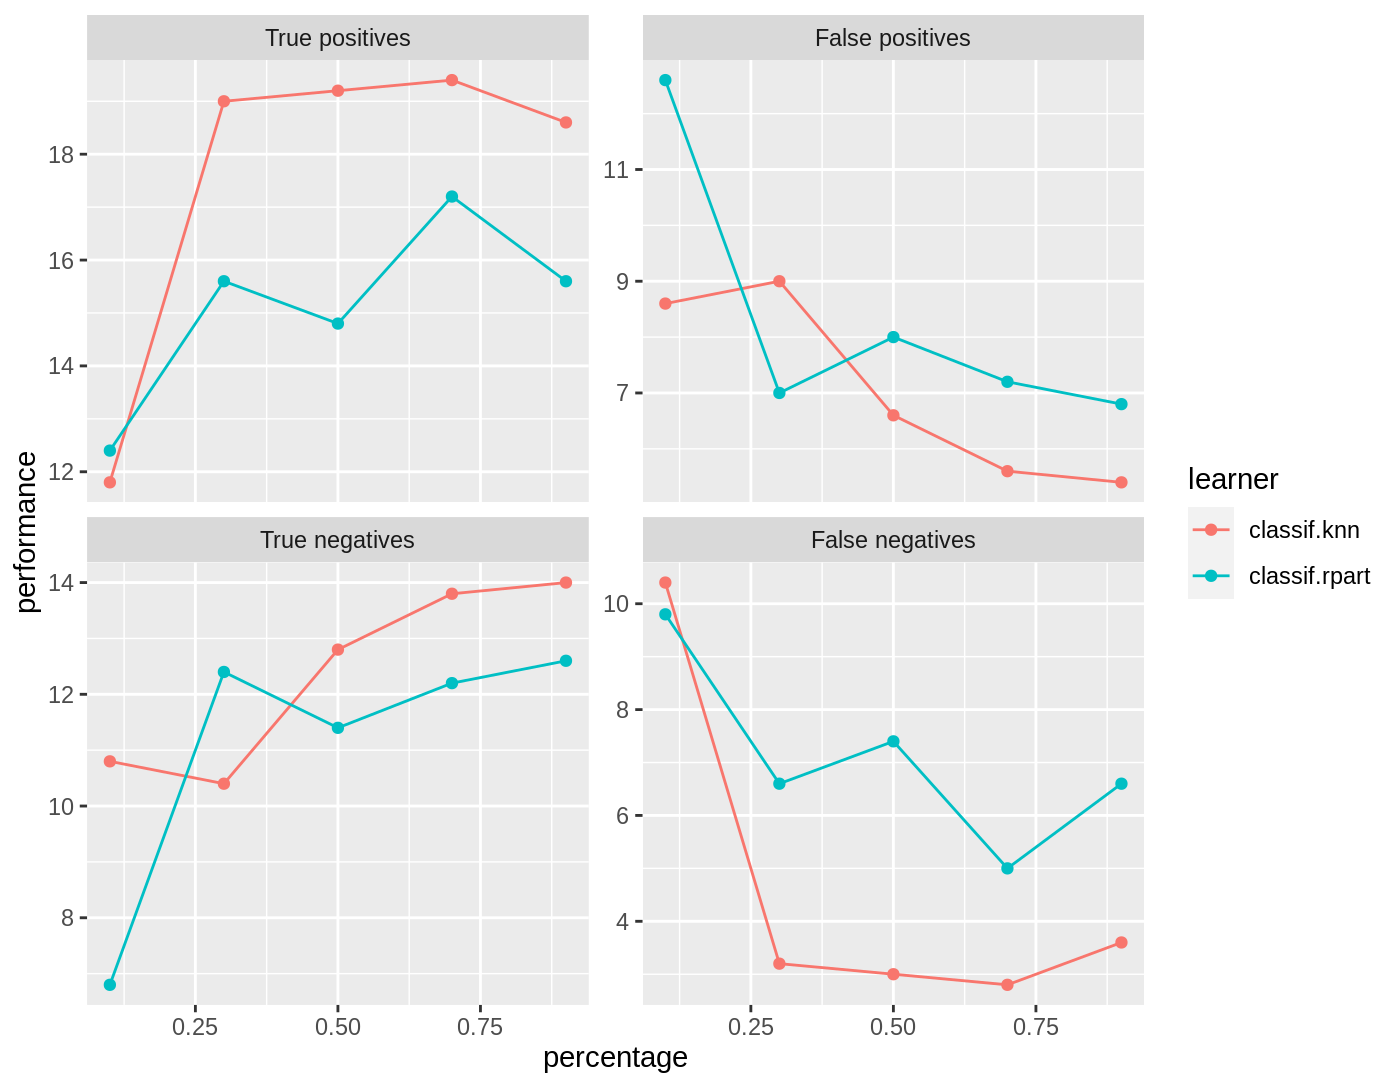 True positives
False positives
18
16
14
12
11
9
7
performance
True negatives
False negatives
14
12
10
8
10
8
6
4
0.25 0.50 0.75
0.25 0.50 0.75
percentage
learner
classif.knn
classif.rpart